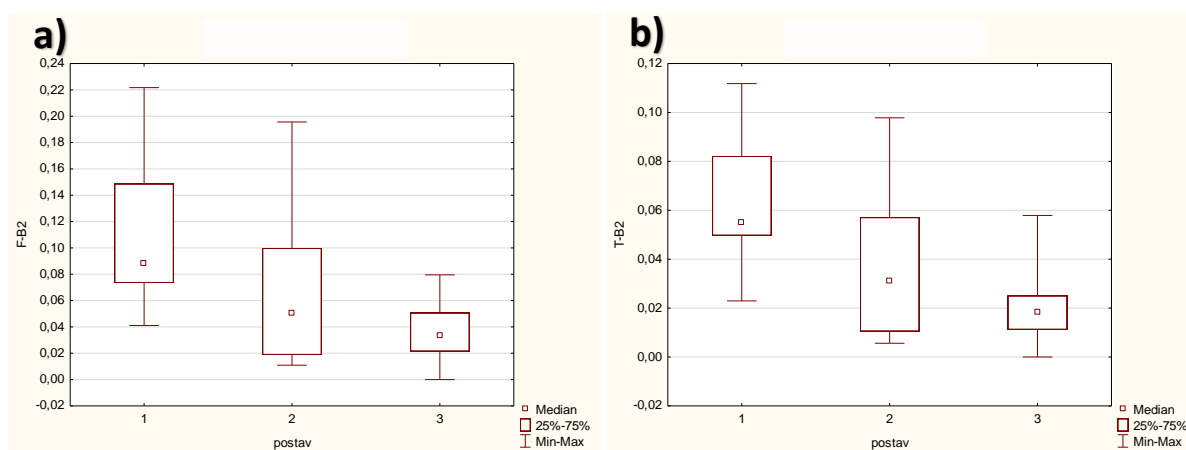 a)
F-B2
0,24
0,22
0,20
0,18
0,16
0,14
0,12
0,10
0,08
0,06
0,04
0,02
0,00
-0,02
1 2 3
postav
Median
25%-75%
Min-Max
b)
T-B2
0,12
0,10
0,08
0,06
0,04
0,02
0,00
-0,02
1 2 3
postav
Median
25%-75%
Min-Max